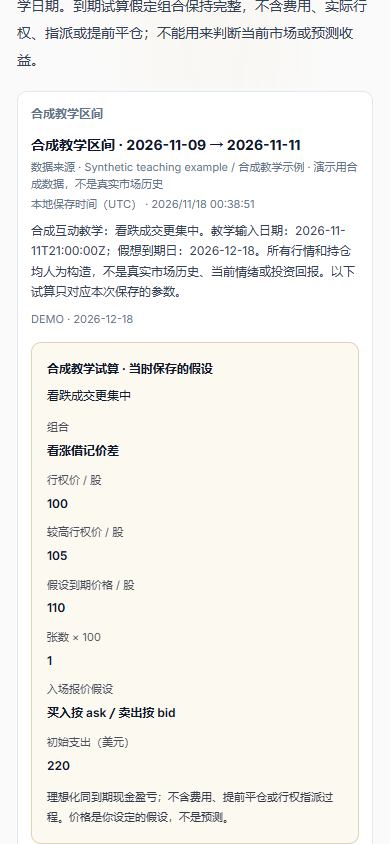 学日期。到期试算假定组合保持完整，不含费用、实际行
权、指派或提前平仓；不能用来判断当前市场或预测收
益。
合成教学区间
合成教学区间 · 2026-11-09 → 2026-11-11
数据来源 · Synthetic teaching example / 合成教学示例 · 演示用合
成数据，不是真实市场历史
本地保存时间（UTC） · 2026/11/18 00:38:51
合成互动教学：看跌成交更集中。教学输入日期：2026-11-
11T21:00:00Z；假想到期日：2026-12-18。所有行情和持仓
均人为构造，不是真实市场历史、当前情绪或投资回报。以下
试算只对应本次保存的参数。
DEMO · 2026-12-18
合成教学试算 · 当时保存的假设
看跌成交更集中
组合
看涨借记价差
行权价 / 股
100
较高行权价 / 股
105
假设到期价格 / 股
110
张数 × 100
1
入场报价假设
买入按 ask / 卖出按 bid
初始支出（美元）
220
理想化同到期现金盈亏；不含费用、提前平仓或行权指派过
程。价格是你设定的假设，不是预测。